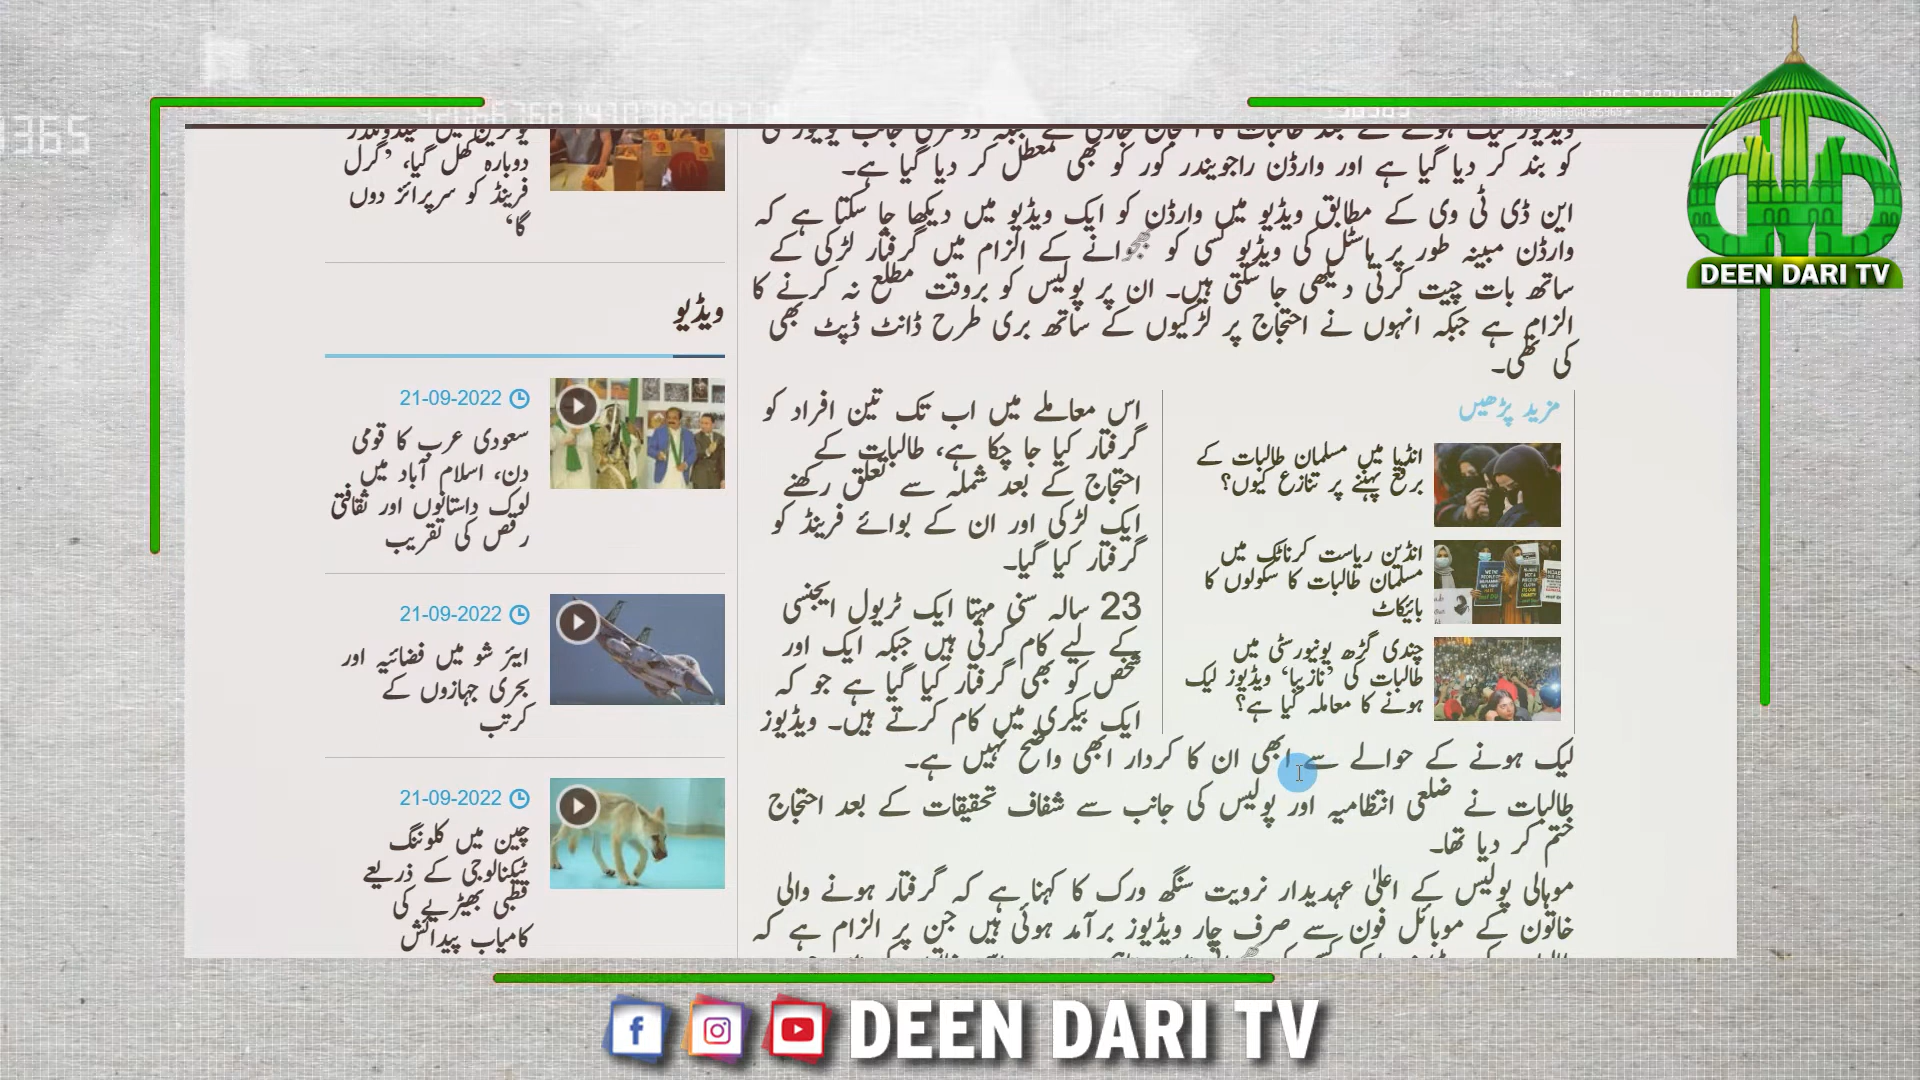 کو بند کر دیا گیا ہے اور وارڈن راجویندر کور کو بھی معطل کر دیا گیا ہے۔
این ڈی ٹی وی کے مطابق ویڈیو میں وارڈن کو ایک ویڈیو میں دیکھا جا سکتا ہے کہ
وارڈن مبینہ طور پر ہاسٹل کی ویڈیو کسی کو بھجوانے کے الزام میں گرفتار لڑکی کے
ساتھ بات چیت کرتی دیکھی جا سکتی ہیں۔ ان پر پولیس کو بروقت مطلع نہ کرنے کا
الزام ہے جبکہ انہوں نے احتجاج پر لڑکیوں کے ساتھ بری طرح ڈانٹ ڈپٹ بھی
کی تھی۔
مزید پڑھیں
انڈیا میں مسلمان طالبات کے
برقع پہننے پر تنازع کیوں؟
انڈین ریاست کرناٹک میں
مسلمان طالبات کا سکولوں کا
بائیکاٹ
چندی گڑھ یونیورسٹی میں
طالبات کی ’نازیبا‘ ویڈیوز لیک
ہونے کا معاملہ کیا ہے؟
اس معاملے میں اب تک تین افراد کو
گرفتار کیا جا چکا ہے، طالبات کے
احتجاج کے بعد شملہ سے تعلق رکھنے
ایک لڑکی اور ان کے بوائے فرینڈ کو
گرفتار کیا گیا۔
23 سالہ سنی مہتا ایک ٹریول ایجنسی
کے لیے کام کرتی ہیں جبکہ ایک اور
شخص کو بھی گرفتار کیا گیا ہے جو کہ
ایک بیکری میں کام کرتے ہیں۔ ویڈیوز
لیک ہونے کے حوالے سے ابھی ان کا کردار ابھی واضح نہیں ہے۔
طالبات نے ضلعی انتظامیہ اور پولیس کی جانب سے شفاف تحقیقات کے بعد احتجاج
ختم کر دیا تھا۔
موہالی پولیس کے اعلیٰ عہدیدار نرویت سنگھ ورک کا کہنا ہے کہ گرفتار ہونے والی
خاتون کے موبائل فون سے صرف چار ویڈیوز برآمد ہوئی ہیں جن پر الزام ہے کہ
دوبارہ کھل گیا، ’گرل
فرینڈ کو سرپرائز دوں
گا‘
ویڈیو
21-09-2022
سعودی عرب کا قومی
دن، اسلام آباد میں
لوک داستانوں اور ثقافتی
رقص کی تقریب
21-09-2022
ایئر شو میں فضائیہ اور
بحری جہازوں کے
کرتب
21-09-2022
چین میں کلوننگ
ٹیکنالوجی کے ذریعے
قطبی بھیڑیے کی
کامیاب پیدائش
DEEN DARI TV
DEEN DARI TV